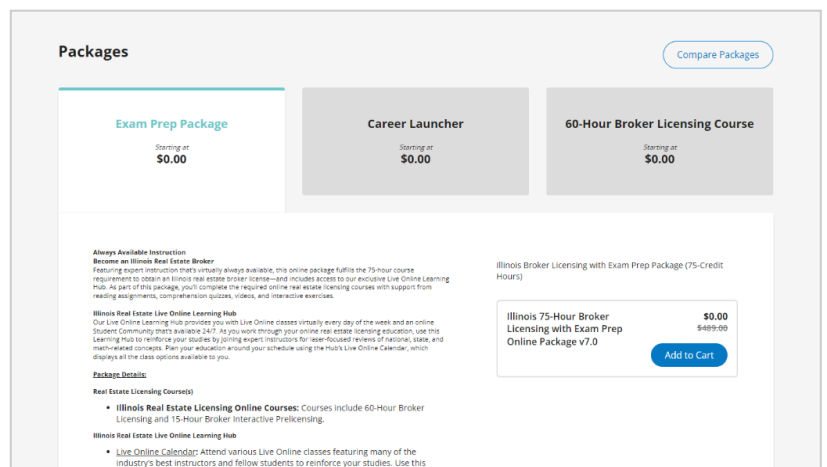 Packages
Compare Packages
Exam Prep Package
Starting at
$0.00
Career Launcher
Starting at
$0.00
60-Hour Broker Licensing Course
Starting at
$0.00
Always Available Instruction
Become an Illinois Real Estate Broker
Featuring expert instruction that's virtually always available, this online package fulfills the 75-hour course
requirement to obtain an Illinois real estate broker license—and includes access to our exclusive Live Online Learning
Hub. As part of this package, you'll complete the required online real estate licensing courses with support from
reading assignments, comprehension quizzes, videos, and interactive exercises.
Illinois Real Estate Live Online Learning Hub
Our Live Online Learning Hub provides you with Live Online classes virtually every day of the week and an online
Student Community that's available 24/7. As you work through your online real estate licensing education, use this
Learning Hub to reinforce your studies by joining expert instructors for laser-focused reviews of national, state, and
math-related concepts. Plan your education around your schedule using the Hub's Live Online Calendar, which
displays all the class options available to you.
Package Details:
Real Estate Licensing Course(s)
• Illinois Real Estate Licensing Online Courses: Courses include 60-Hour Broker
Licensing and 15-Hour Broker Interactive Prelicensing.
Illinois Real Estate Live Online Learning Hub
• Live Online Calendar: Attend various Live Online classes featuring many of the
industry's best instructors and fellow students to reinforce your studies. Use this
Illinois Broker Licensing with Exam Prep Package (75-Credit
Hours)
Illinois 75-Hour Broker
Licensing with Exam Prep
Online Package v7.0
$0.00
$489.00
Add to Cart